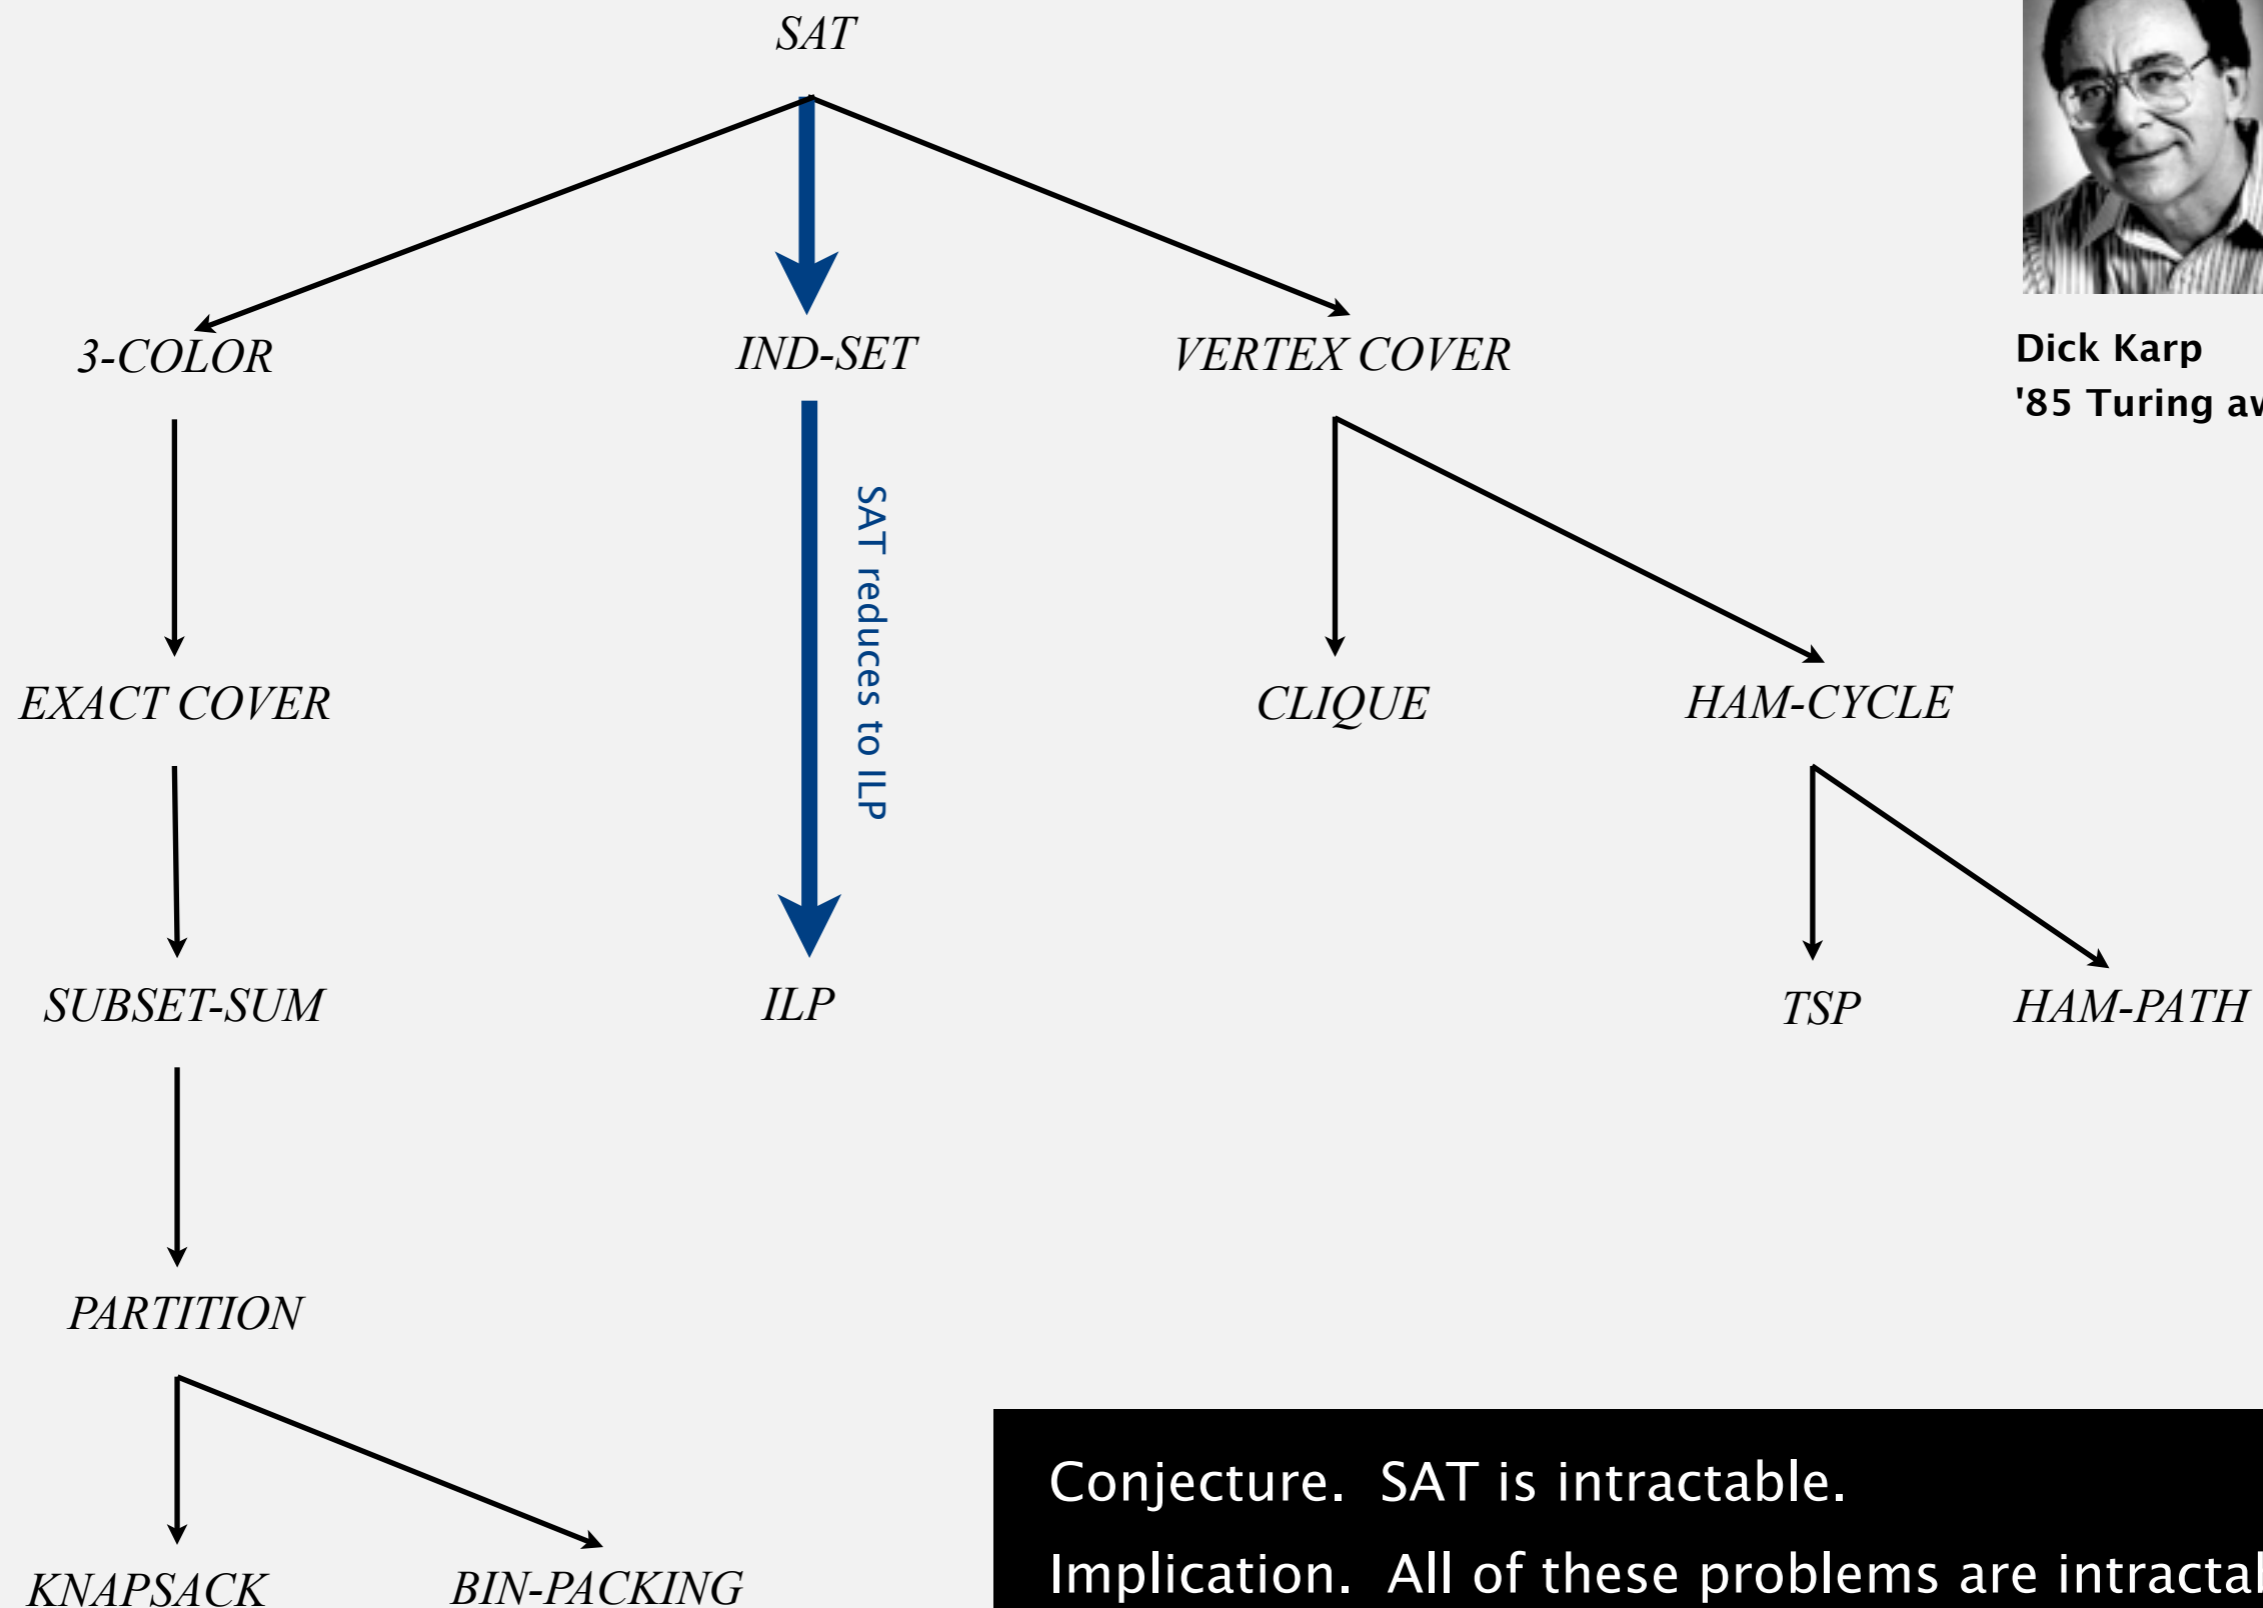 SAT
3-COLOR
IND-SET
VERTEX COVER
Dick Karp
'85 Turing
SAT reduces to ILP
EXACT COVER
CLIQUE
HAM-CYCLE
SUBSET-SUM
ILP
TSP
HAM-PATH
PARTITION
Conjecture. SAT is intractable.
Implication. All of these problems are
KNAPSACK
BIN-PACKING